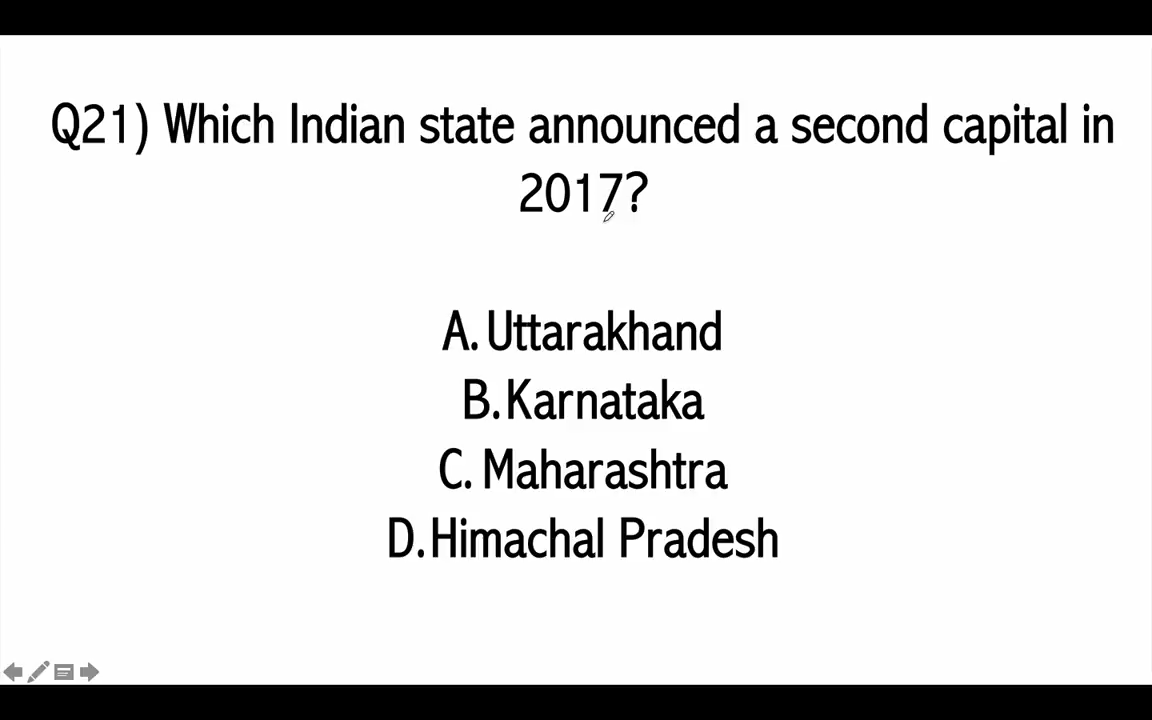 Q21) Which Indian state announced a second capital in
2017?
A. Uttarakhand
B. Karnataka
C. Maharashtra
D. Himachal Pradesh